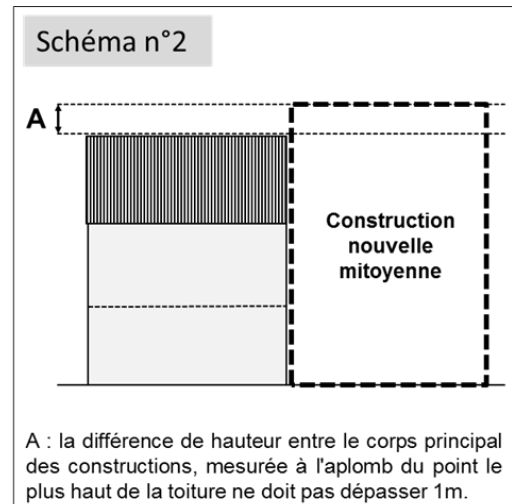 Schéma n°2
A
Construction
nouvelle
mitoyenne
A : la différence de hauteur entre le corps principal
des constructions, mesurée à l'aplomb du point le
plus haut de la toiture ne doit pas dépasser 1m.